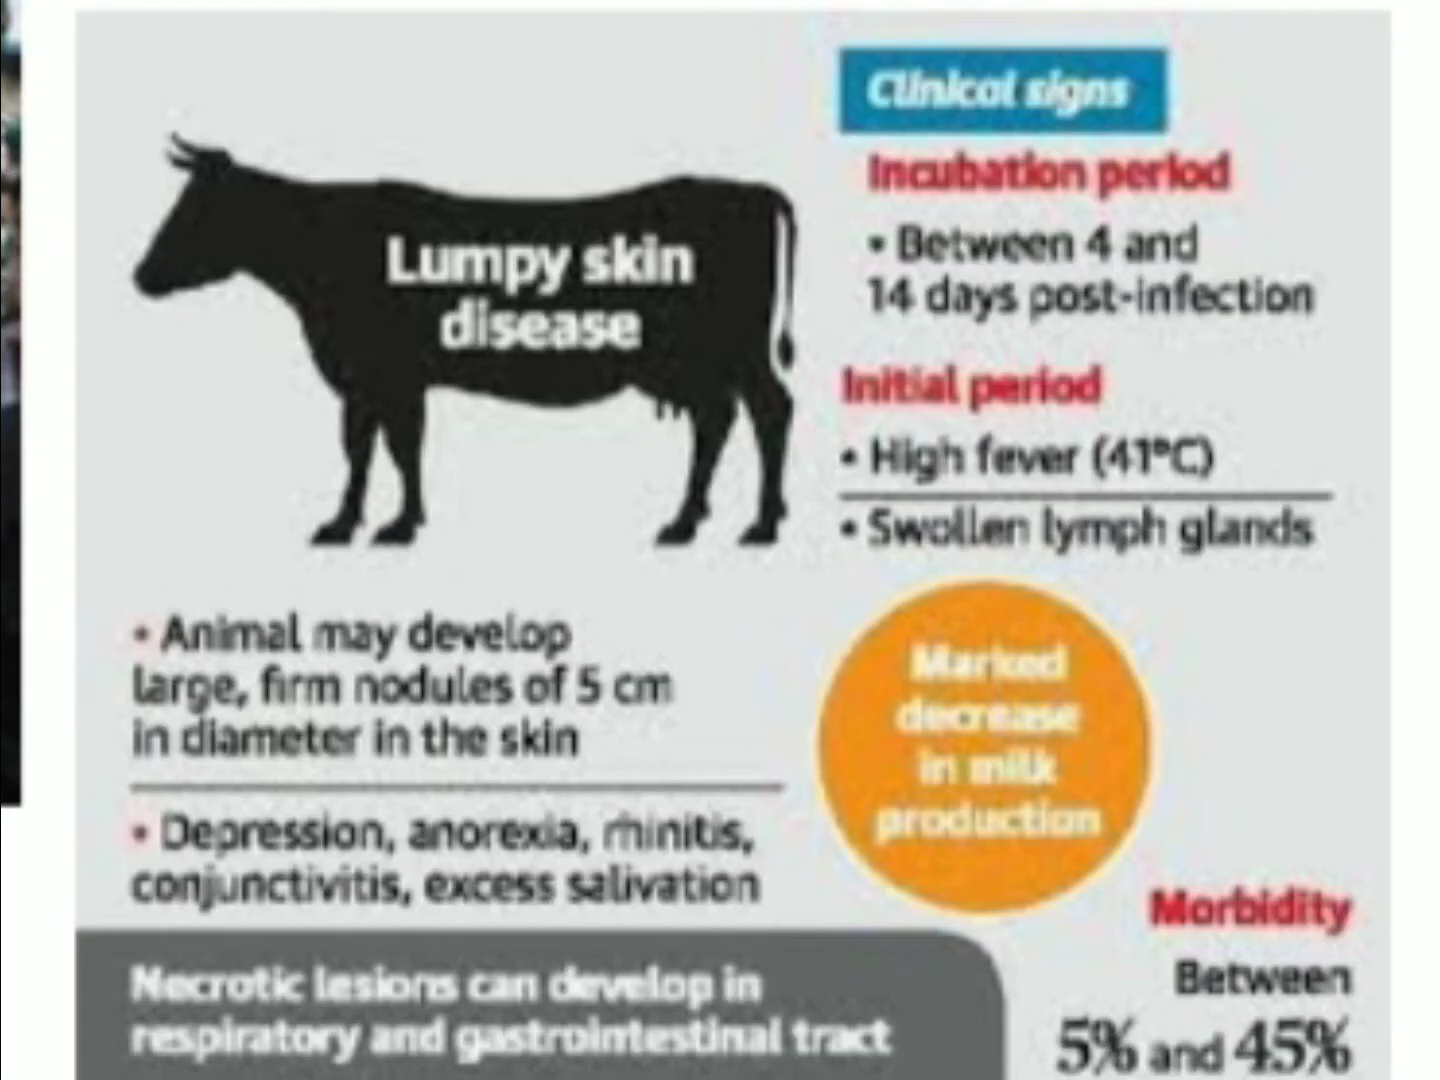 Clinical signs
Incubation period
• Between 4 and
14 days post-infection
Lumpy skin
disease
Initial period
• High fever (41°C)
• Swollen lymph glands
• Animal may develop
large, firm nodules of 5 cm
in diameter in the skin
Marked
decrease
in milk
production
• Depression, anorexia, rhinitis,
conjunctivitis, excess salivation
Morbidity
Between
5% and 45%
Necrotic lesions can develop in
respiratory and gastrointestinal tract